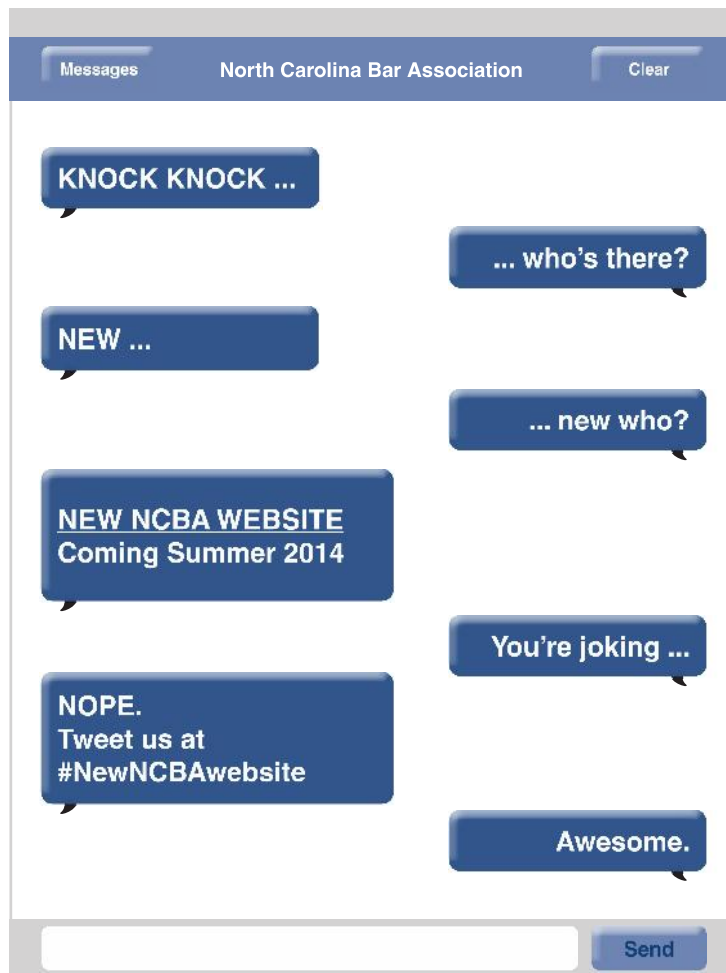 Messages North Carolina Bar Association Clear
KNOCK KNOCK ...
... who's there?
NEW ...
... new who?
NEW NCBA WEBSITE
Coming Summer 2014
You're joking ...
NOPE.
Tweet us at
#NewNCBAwebsite
Awesome.
Send